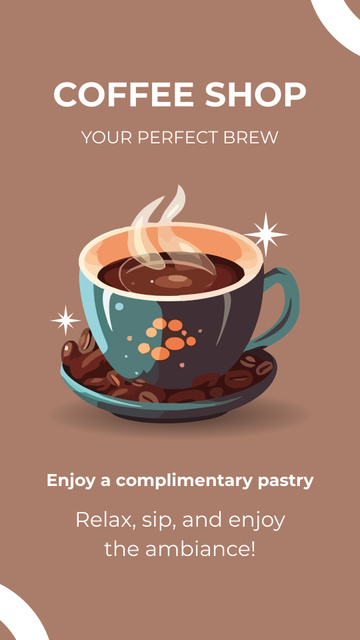 COFFEE SHOP
YOUR PERFECT BREW
Enjoy a complimentary pastry
Relax, sip, and enjoy
the ambiance!